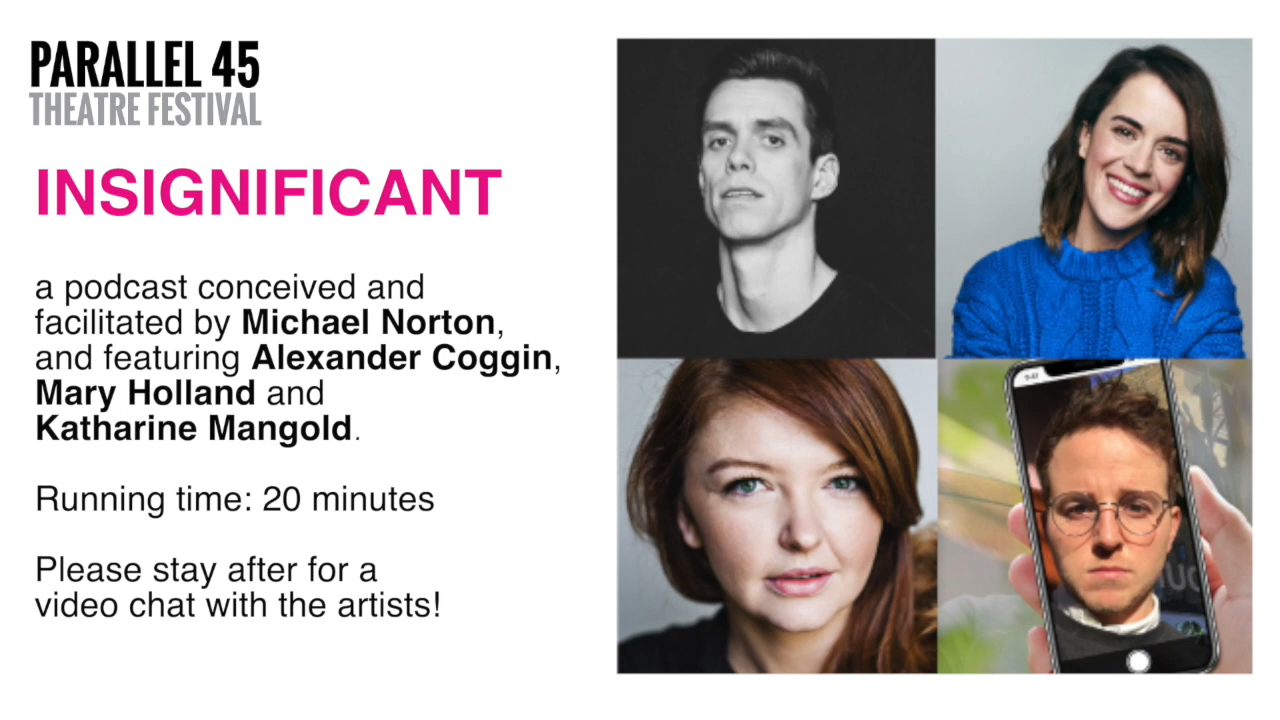 PARALLEL 45
THEATRE FESTIVAL
INSIGNIFICANT
a podcast conceived and
facilitated by Michael Norton,
and featuring Alexander Coggin,
Mary Holland and
Katharine Mangold.
Running time: 20 minutes
Please stay after for a
video chat with the artists!